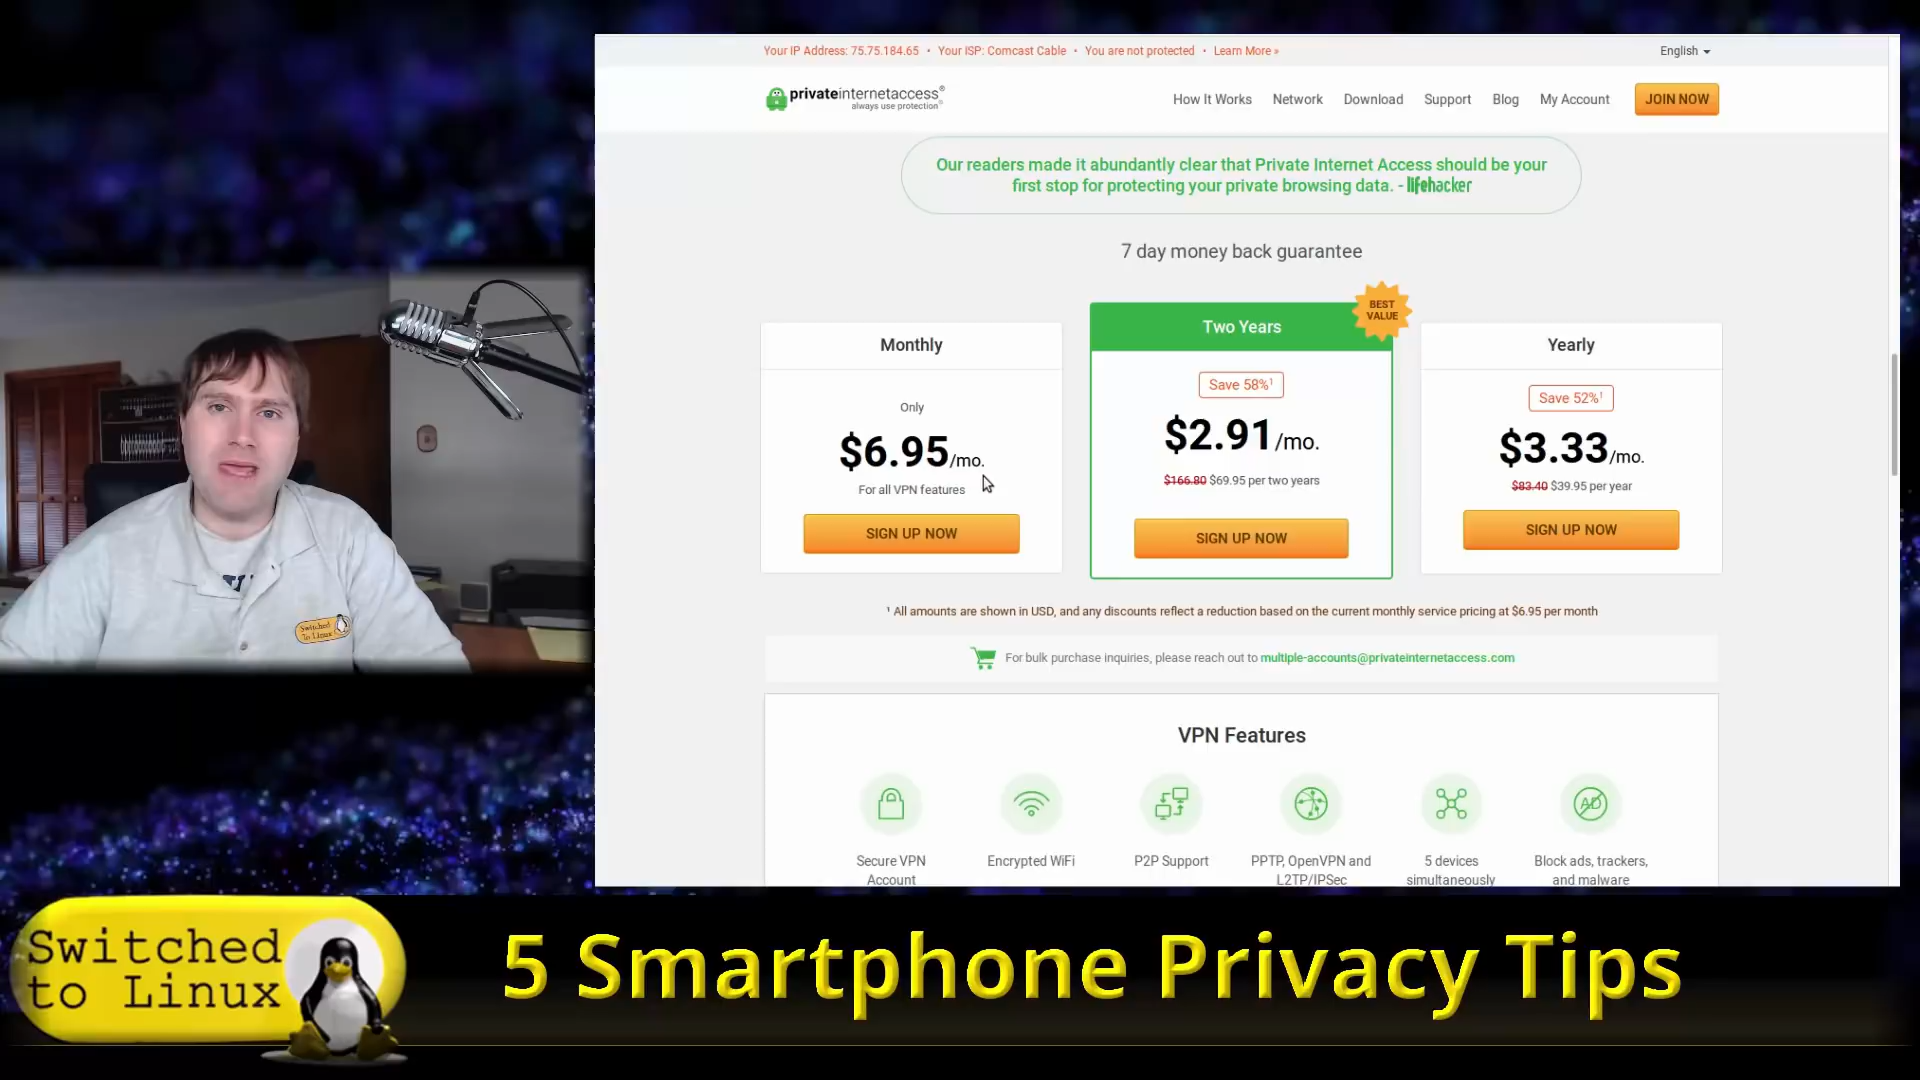 Your IP Address: 75.75.184.65 • Your ISP: Comcast Cable • You are not protected • Learn More »
English
privateinternetaccess®
always use protection®
How It Works
Network
Download
Support
Blog
My Account
JOIN NOW
Our readers made it abundantly clear that Private Internet Access should be your
first stop for protecting your private browsing data. - lifehacker
7 day money back guarantee
Monthly
Only
$6.95/mo.
For all VPN features
SIGN UP NOW
BEST
VALUE
Two Years
Save 58%¹
$2.91/mo.
$166.80 $69.95 per two years
SIGN UP NOW
Yearly
Save 52%¹
$3.33/mo.
$83.40 $39.95 per year
SIGN UP NOW
¹ All amounts are shown in USD, and any discounts reflect a reduction based on the current monthly service pricing at $6.95 per month
For bulk purchase inquiries, please reach out to multiple-accounts@privateinternetaccess.com
VPN Features
Secure VPN
Account
Encrypted WiFi
P2P Support
PPTP, OpenVPN and
L2TP/IPSec
5 devices
simultaneously
AD
Block ads, trackers,
and malware
Switched
To Linux
Switched
to Linux
5 Smartphone Privacy Tips